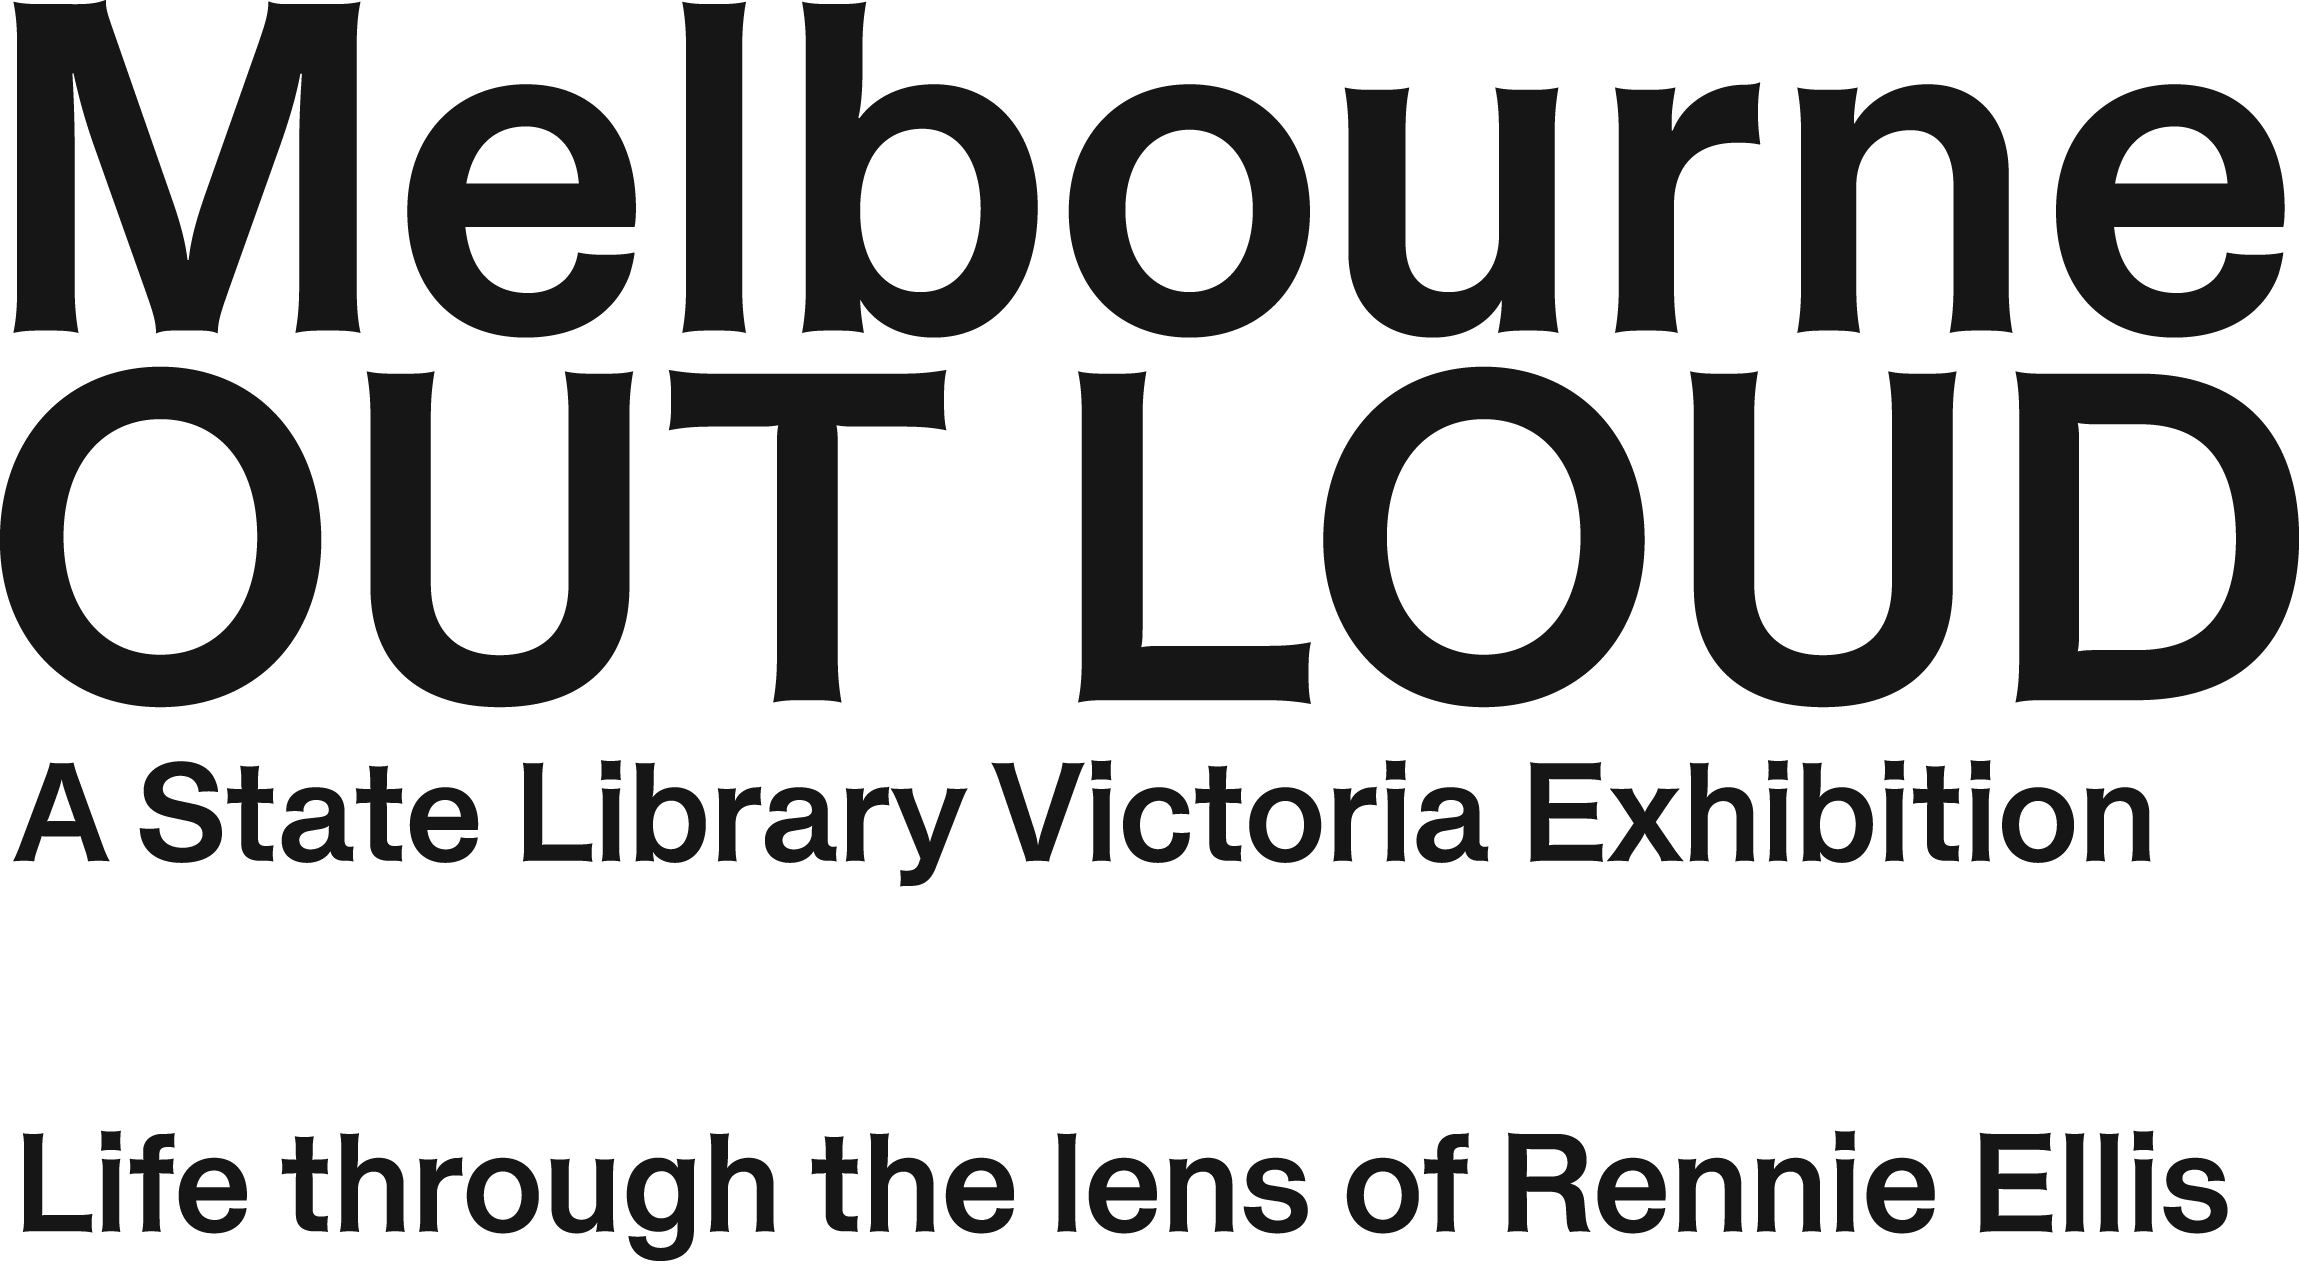 Melbourne
OUT LOUD
A State Library Victoria Exhibition
Life through the lens of Rennie Ellis